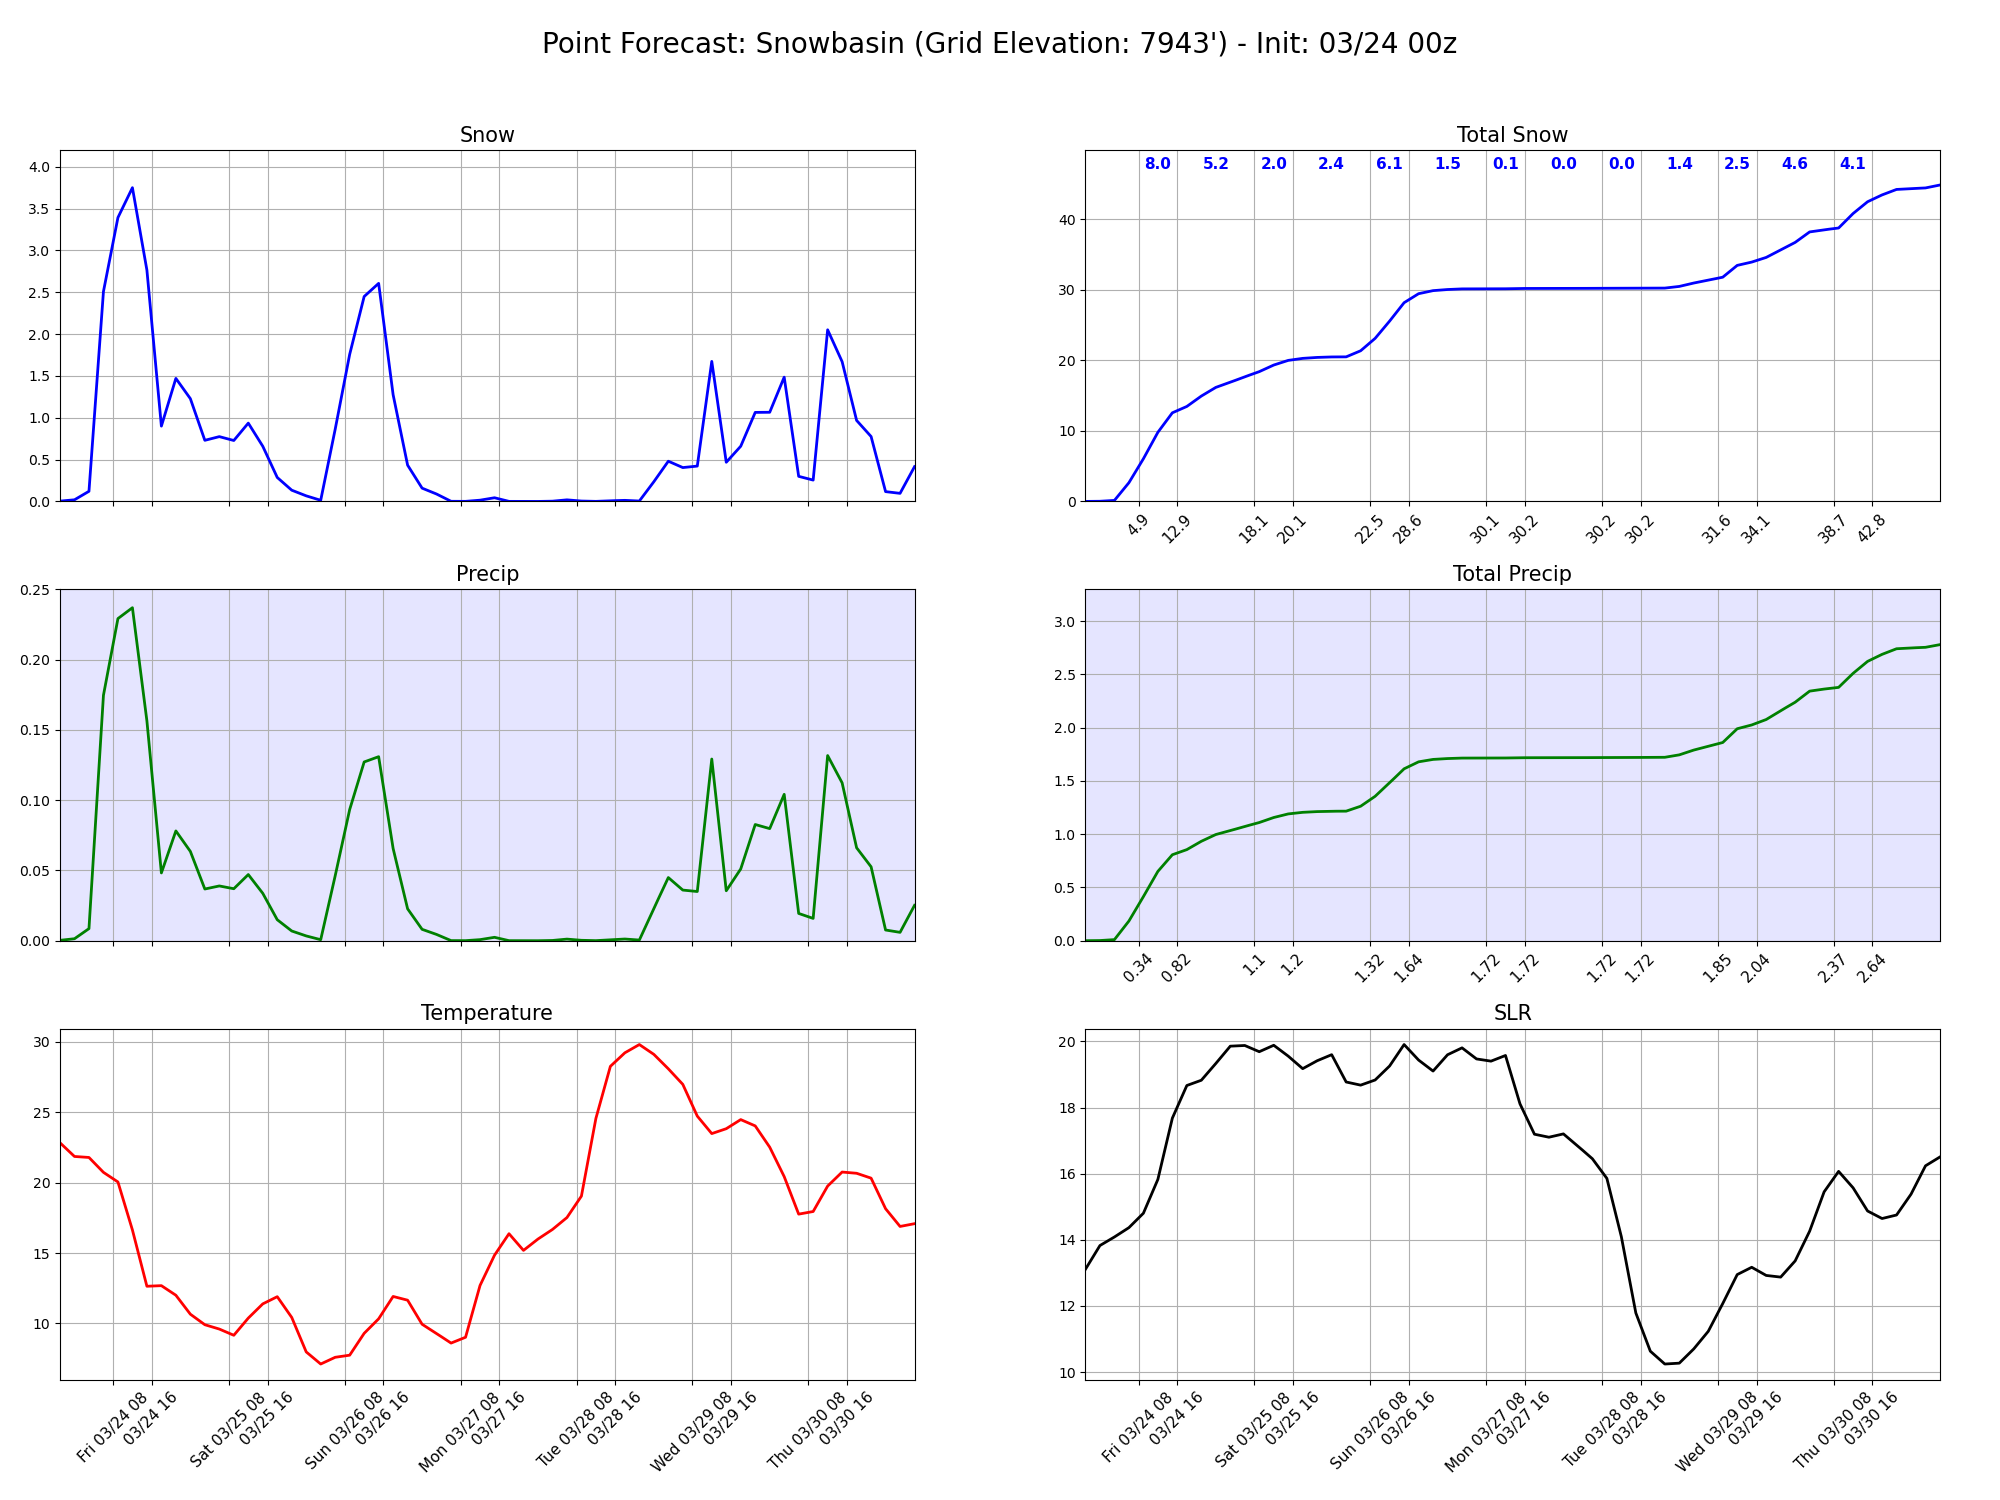 Point Forecast: Snowbasin (Grid Elevation: 7943') - Init: 03/24 00z
Snow
4.0
3.5
3.0
2.5
2.0
1.5
1.0
0.5
0.0
Total Snow
8.0 5.2 2.0 2.4 6.1 1.5 0.1 0.0 0.0 1.4 2.5 4.6 4.1
40
30
20
10
0
4.9 12.9 18.1 20.1 22.5 28.6 30.1 30.2 30.2 30.2 31.6 34.1 38.7 42.8
Precip
0.25
0.20
0.15
0.10
0.05
0.00
Total Precip
3.0
2.5
2.0
1.5
1.0
0.5
0.0
0.34 0.82 1.1 1.2 1.32 1.64 1.72 1.72 1.72 1.72 1.85 2.04 2.37 2.64
Temperature
30
25
20
15
10
Fri 03/24 08
03/24 16
Sat 03/25 08
03/25 16
Sun 03/26 08
03/26 16
Mon 03/27 08
03/27 16
Tue 03/28 08
03/28 16
Wed 03/29 08
03/29 16
Thu 03/30 08
03/30 16
SLR
20
18
16
14
12
10
Fri 03/24 08
03/24 16
Sat 03/25 08
03/25 16
Sun 03/26 08
03/26 16
Mon 03/27 08
03/27 16
Tue 03/28 08
03/28 16
Wed 03/29 08
03/29 16
Thu 03/30 08
03/30 16